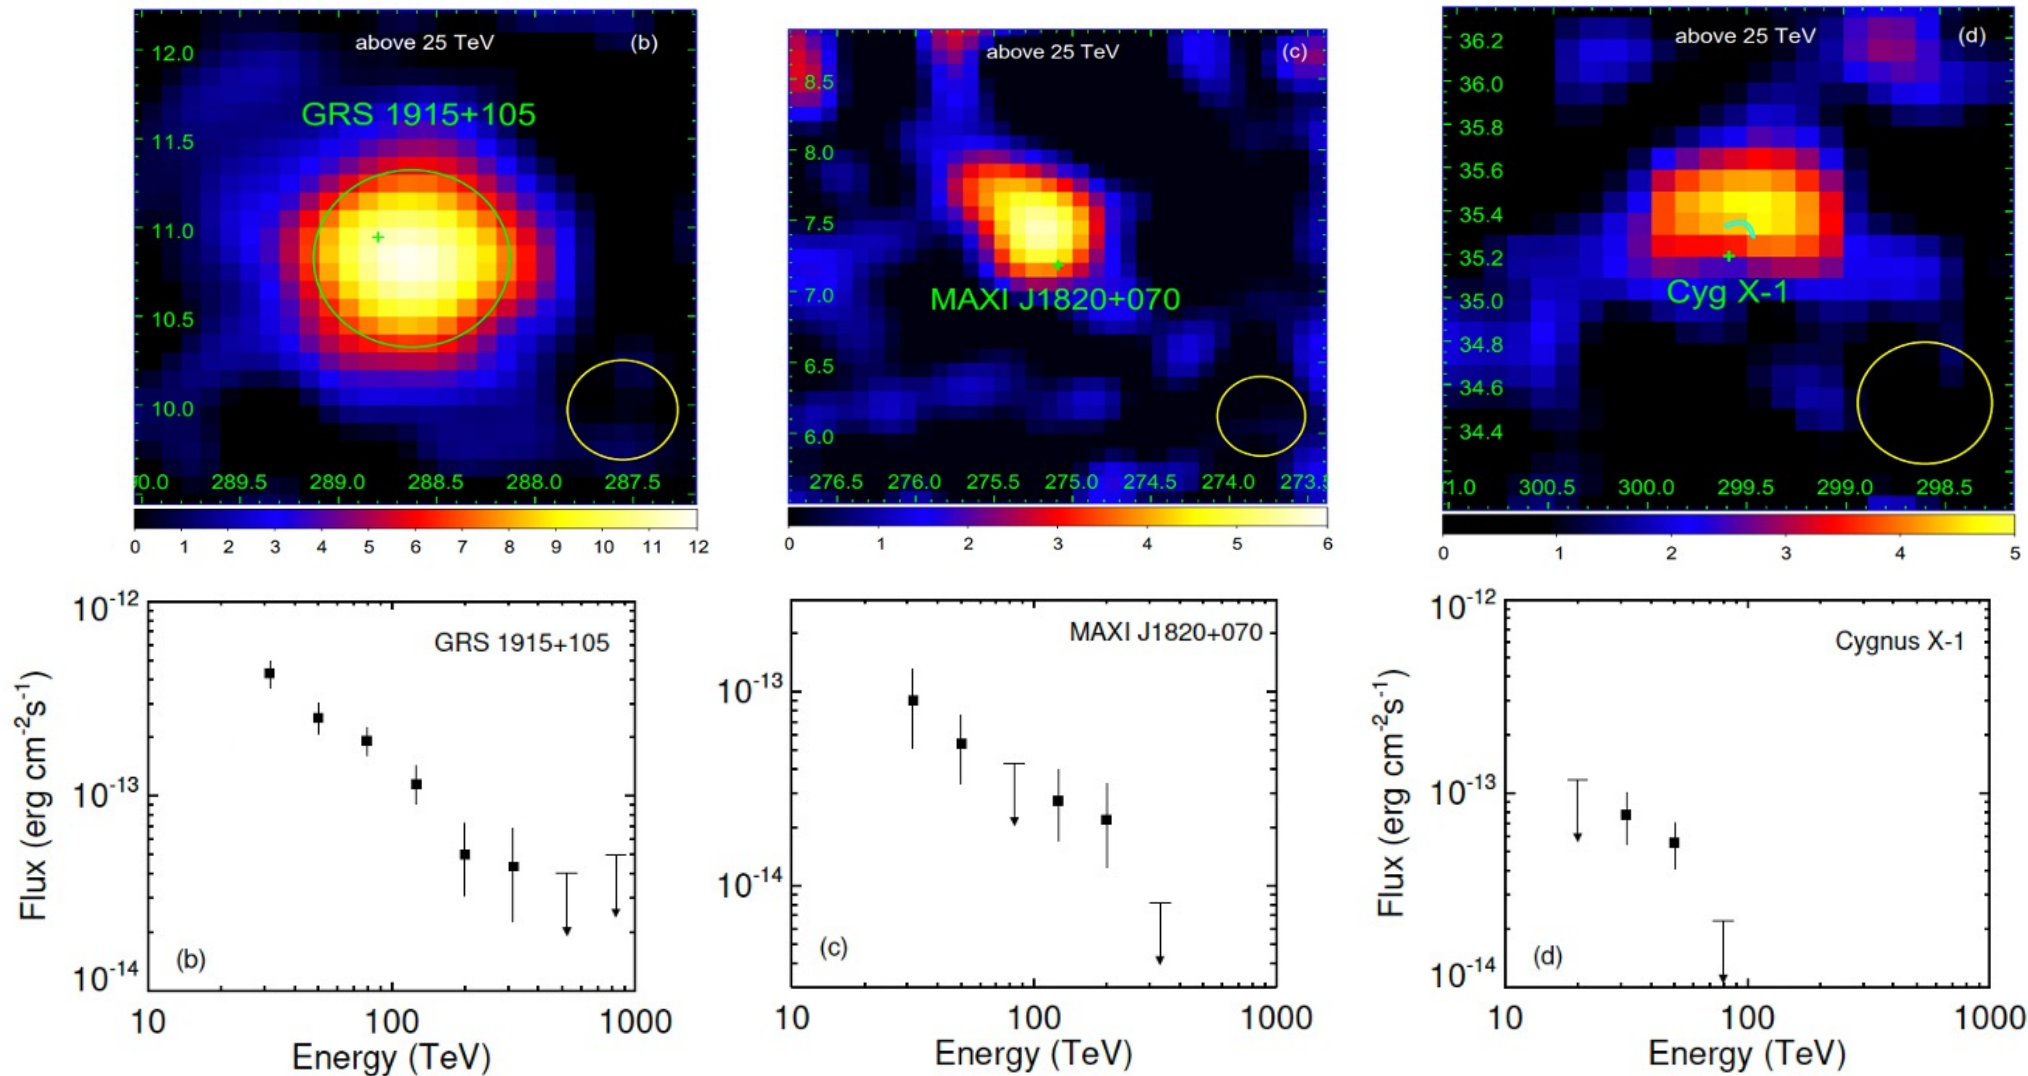 above 25 TeV (b)
GRS 1915+105
12.0
11.5
11.0
10.5
10.0
90.0 289.5 289.0 288.5 288.0 287.5
0 1 2 3 4 5 6 7 8 9 10 11 12
above 25 TeV (c)
8.5
8.0
7.5
7.0
MAXI J1820+070
6.5
6.0
276.5 276.0 275.5 275.0 274.5 274.0 273.5
0 1 2 3 4 5 6
above 25 TeV (d)
36.2
36.0
35.8
35.6
35.4
35.2
Cyg X-1
35.0
34.8
34.6
34.4
1.0 300.5 300.0 299.5 299.0 298.5
0 1 2 3 4 5
10⁻¹²
GRS 1915+105
10⁻¹³
10⁻¹⁴
Flux (erg cm⁻²s⁻¹)
(b)
10 100 1000
Energy (TeV)
MAXI J1820+070
10⁻¹³
10⁻¹⁴
(c)
10 100 1000
Energy (TeV)
10⁻¹²
Cygnus X-1
10⁻¹³
10⁻¹⁴
Flux (erg cm⁻²s⁻¹)
(d)
10 100 1000
Energy (TeV)